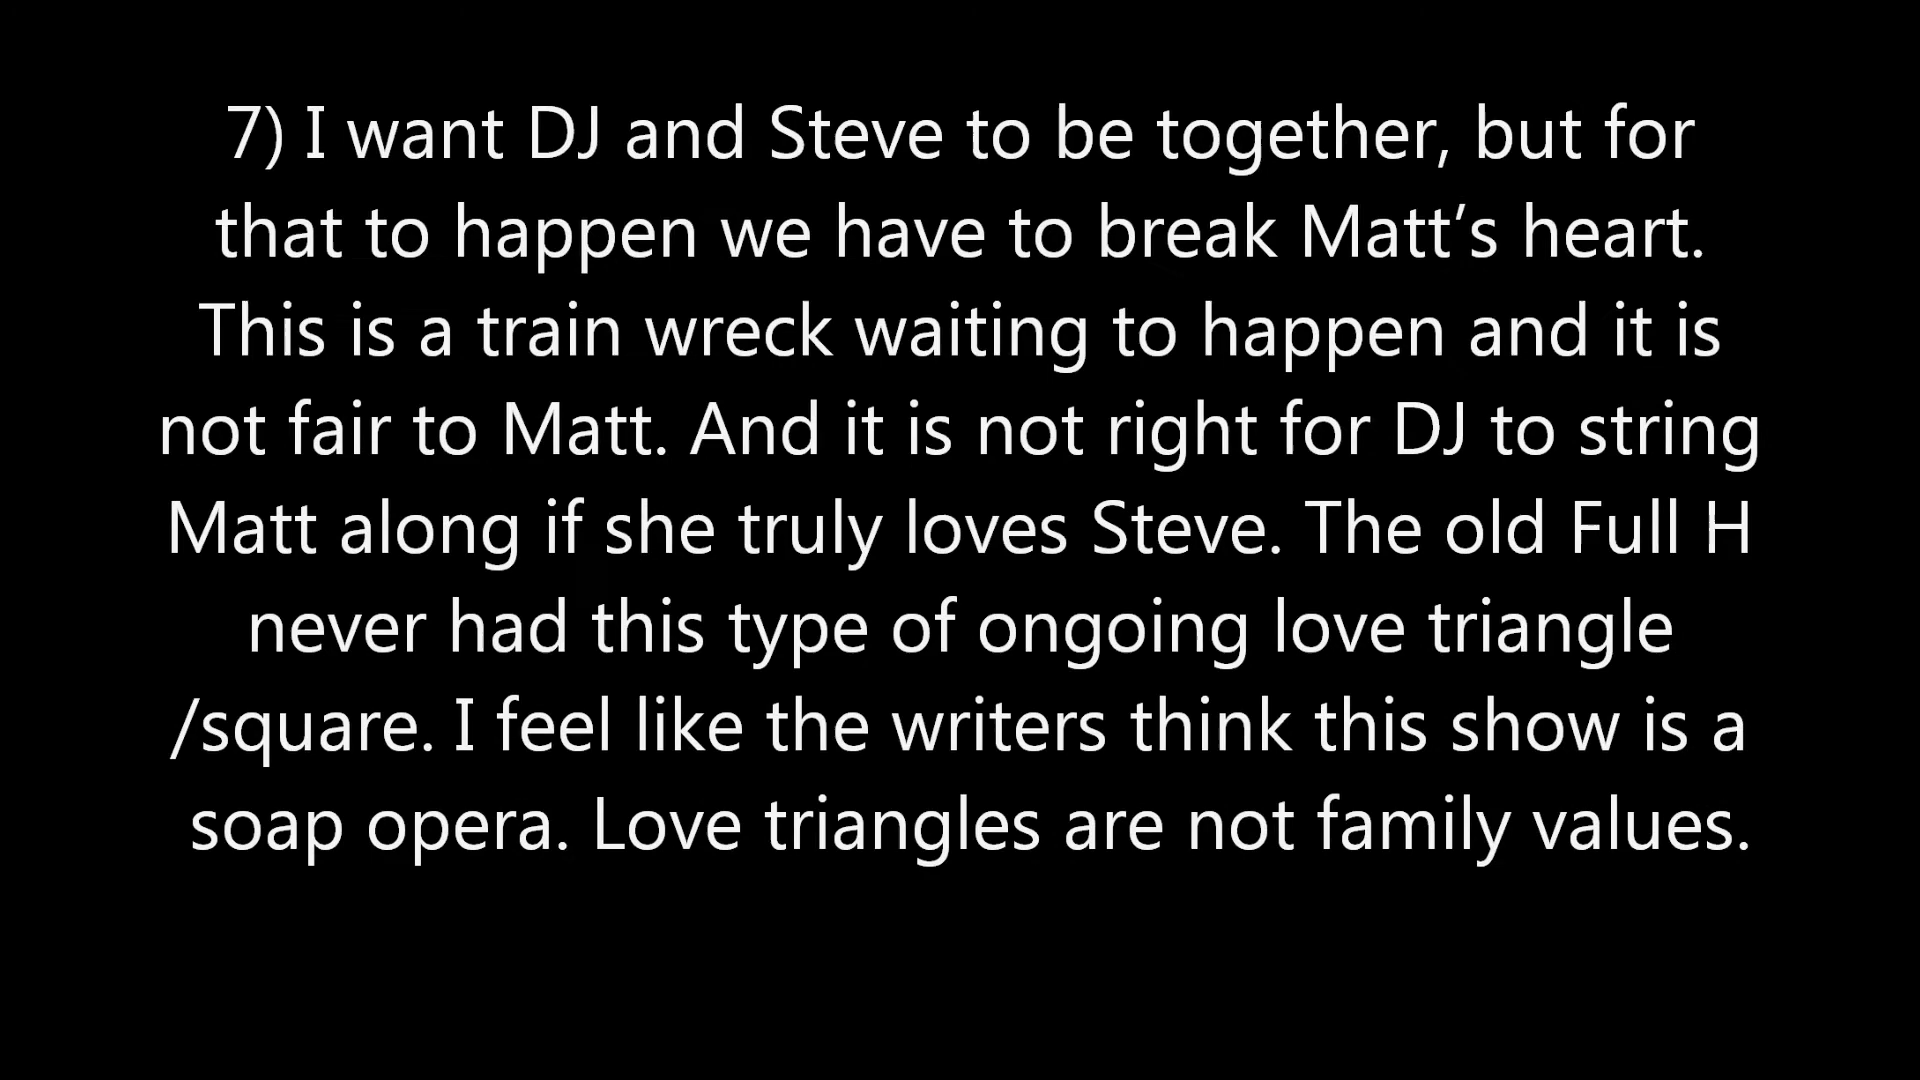 7) I want DJ and Steve to be together, but for
that to happen we have to break Matt’s heart.
This is a train wreck waiting to happen and it is
not fair to Matt. And it is not right for DJ to string
Matt along if she truly loves Steve. The old Full H
never had this type of ongoing love triangle
/square. I feel like the writers think this show is a
soap opera. Love triangles are not family values.